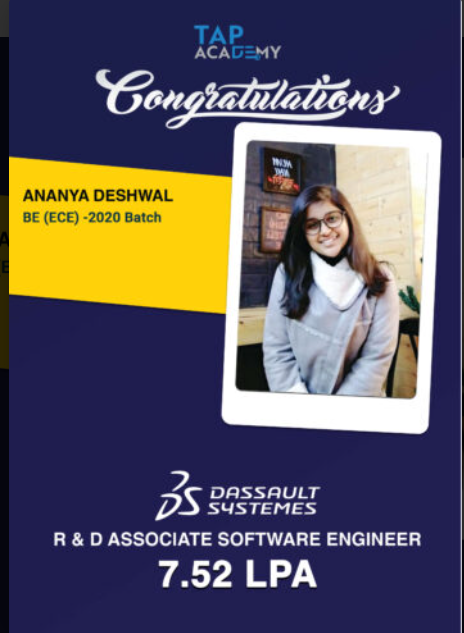 TAP
ACADEMY
Congratulations
ANANYA DESHWAL
BE (ECE) -2020 Batch
DASSAULT
SYSTEMES
R & D ASSOCIATE SOFTWARE ENGINEER
7.52 LPA